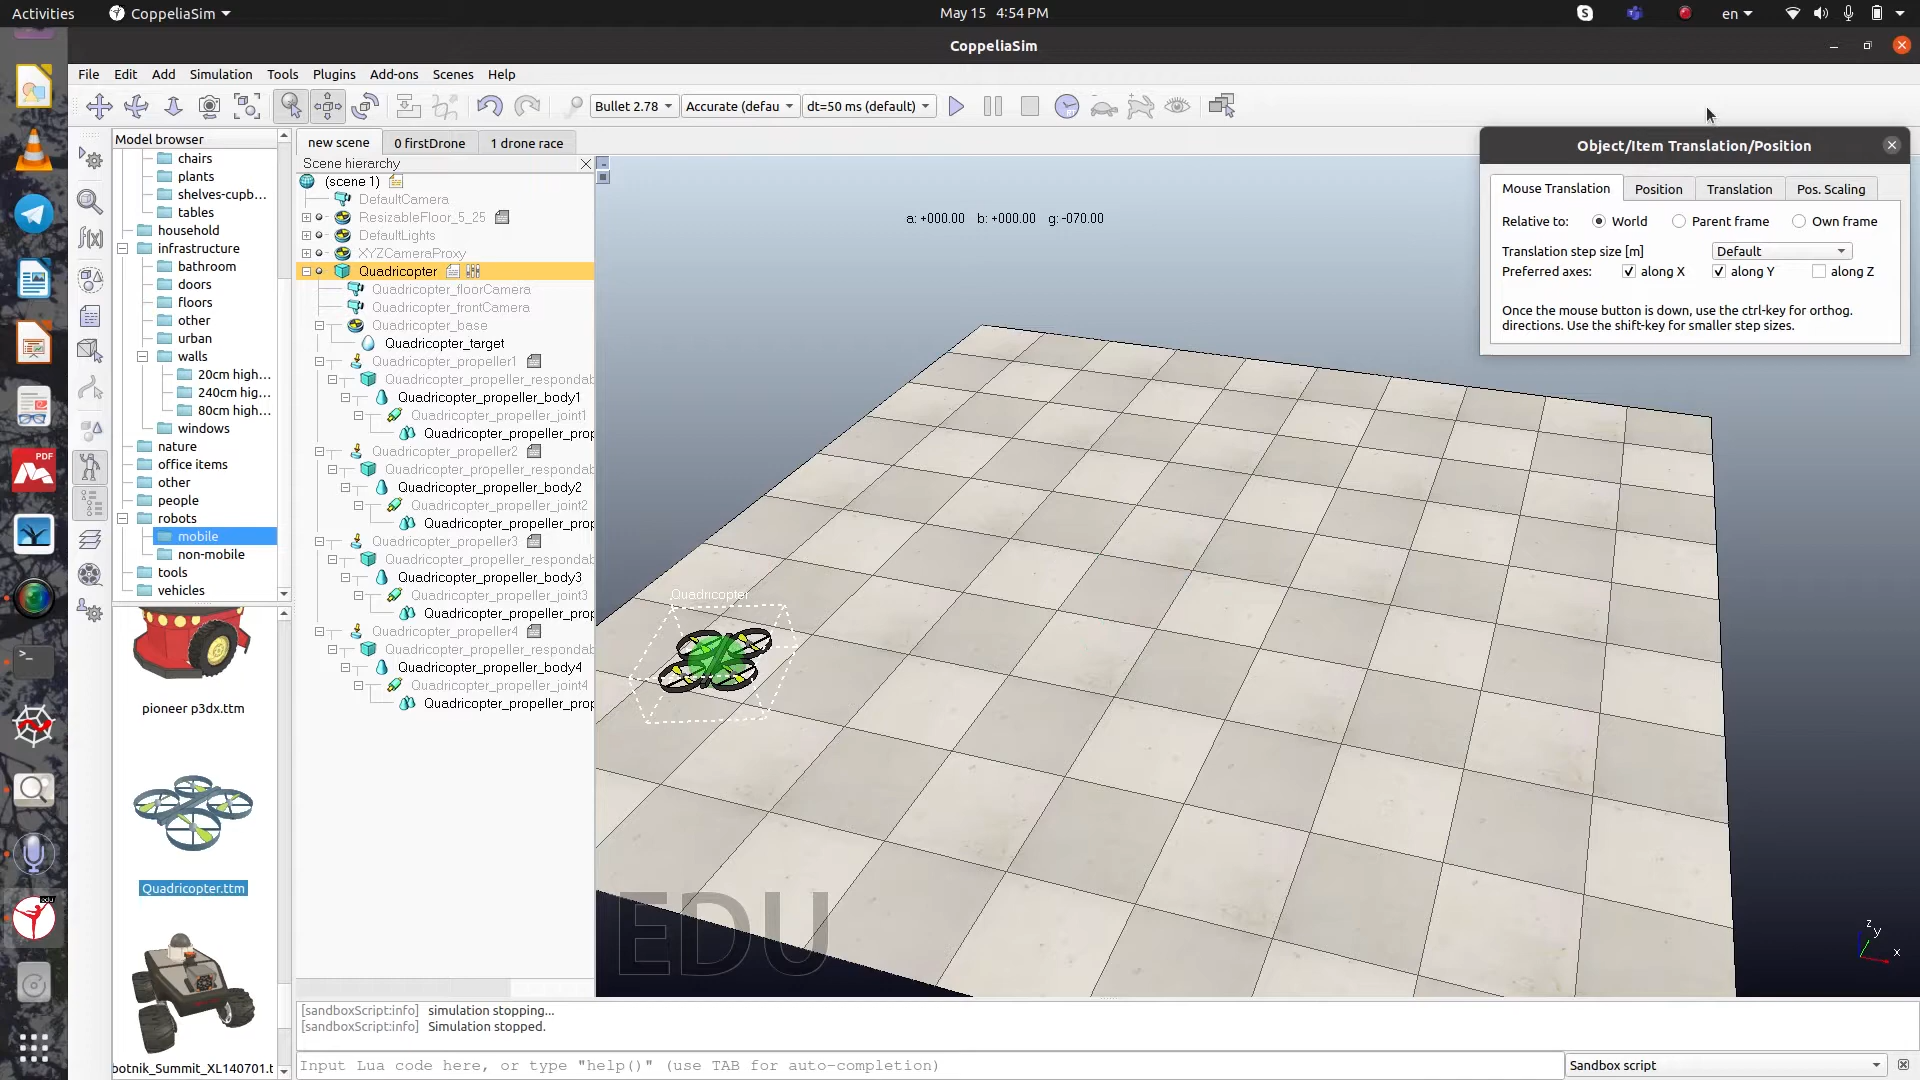 Activities
CoppeliaSim
May 15 4:54 PM
en
CoppeliaSim
File Edit Add Simulation Tools Plugins Add-ons Scenes Help
Bullet 2.78
Accurate (defau
dt=50 ms (default)
Model browser
chairs
plants
shelves-cupb...
tables
household
infrastructure
bathroom
doors
floors
other
urban
walls
20cm high...
240cm hig...
80cm high...
windows
nature
office items
other
people
robots
mobile
non-mobile
tools
vehicles
pioneer p3dx.ttm
Quadricopter.ttm
botnik_Summit_XL140701.t
new scene
0 firstDrone
1 drone race
Scene hierarchy
(scene 1)
DefaultCamera
ResizableFloor_5_25
DefaultLights
XYZCameraProxy
Quadricopter
Quadricopter_floorCamera
Quadricopter_frontCamera
Quadricopter_base
Quadricopter_target
Quadricopter_propeller1
Quadricopter_propeller_respondab
Quadricopter_propeller_body1
Quadricopter_propeller_joint1
Quadricopter_propeller_prop
Quadricopter_propeller2
Quadricopter_propeller_respondab
Quadricopter_propeller_body2
Quadricopter_propeller_joint2
Quadricopter_propeller_prop
Quadricopter_propeller3
Quadricopter_propeller_respondab
Quadricopter_propeller_body3
Quadricopter_propeller_joint3
Quadricopter_propeller_prop
Quadricopter_propeller4
Quadricopter_propeller_respondab
Quadricopter_propeller_body4
Quadricopter_propeller_joint4
Quadricopter_propeller_prop
a: +000.00 b: +000.00 g: -070.00
Quadricopter
EDU
z
y
x
Object/Item Translation/Position
Mouse Translation
Position
Translation
Pos. Scaling
Relative to: World Parent frame Own frame
Translation step size [m] Default
Preferred axes: along X along Y along Z
Once the mouse button is down, use the ctrl-key for orthog.
directions. Use the shift-key for smaller step sizes.
[sandboxScript:info] simulation stopping...
[sandboxScript:info] Simulation stopped.
Input Lua code here, or type "help()" (use TAB for auto-completion)
Sandbox script
PDF
edu